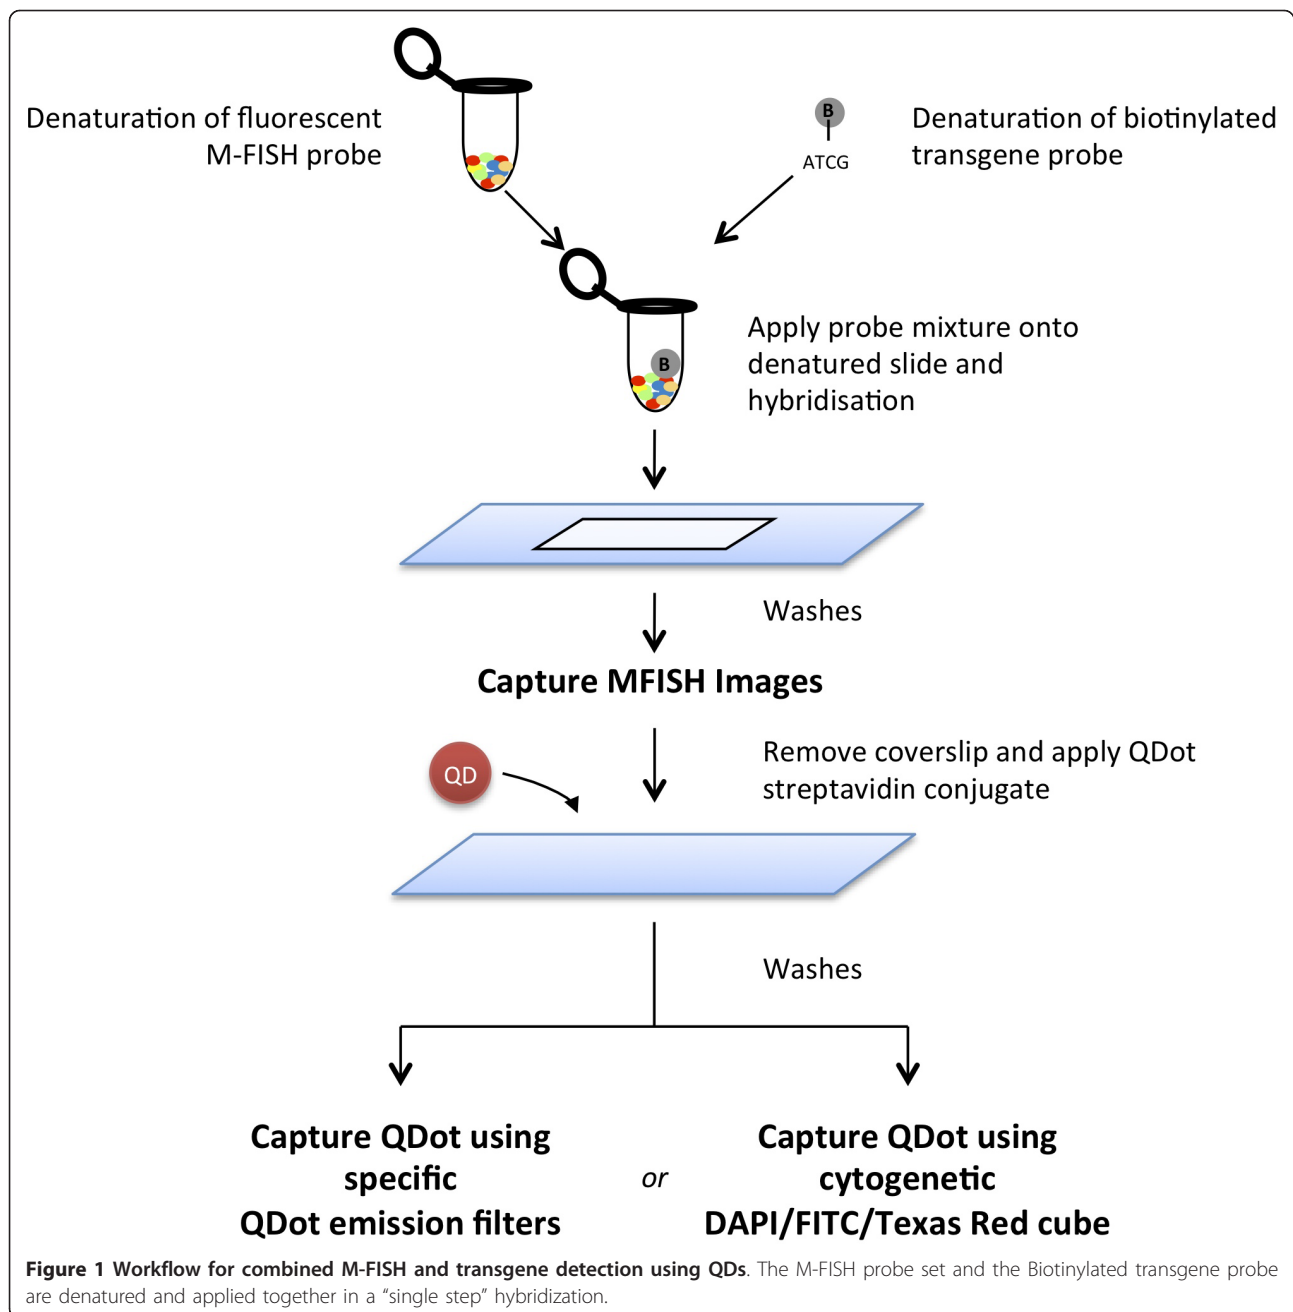 Denaturation of fluorescent
M-FISH probe
B
ATCG
Denaturation of biotinylated
transgene probe
B
Apply probe mixture onto
denatured slide and
hybridisation
Washes
Capture MFISH Images
QD
Remove coverslip and apply QDot
streptavidin conjugate
Washes
Capture QDot using
specific
QDot emission filters
or
Capture QDot using
cytogenetic
DAPI/FITC/Texas Red cube
Figure 1 Workflow for combined M-FISH and transgene detection using QDs. The M-FISH probe set and the Biotinylated transgene probe
are denatured and applied together in a “single step” hybridization.